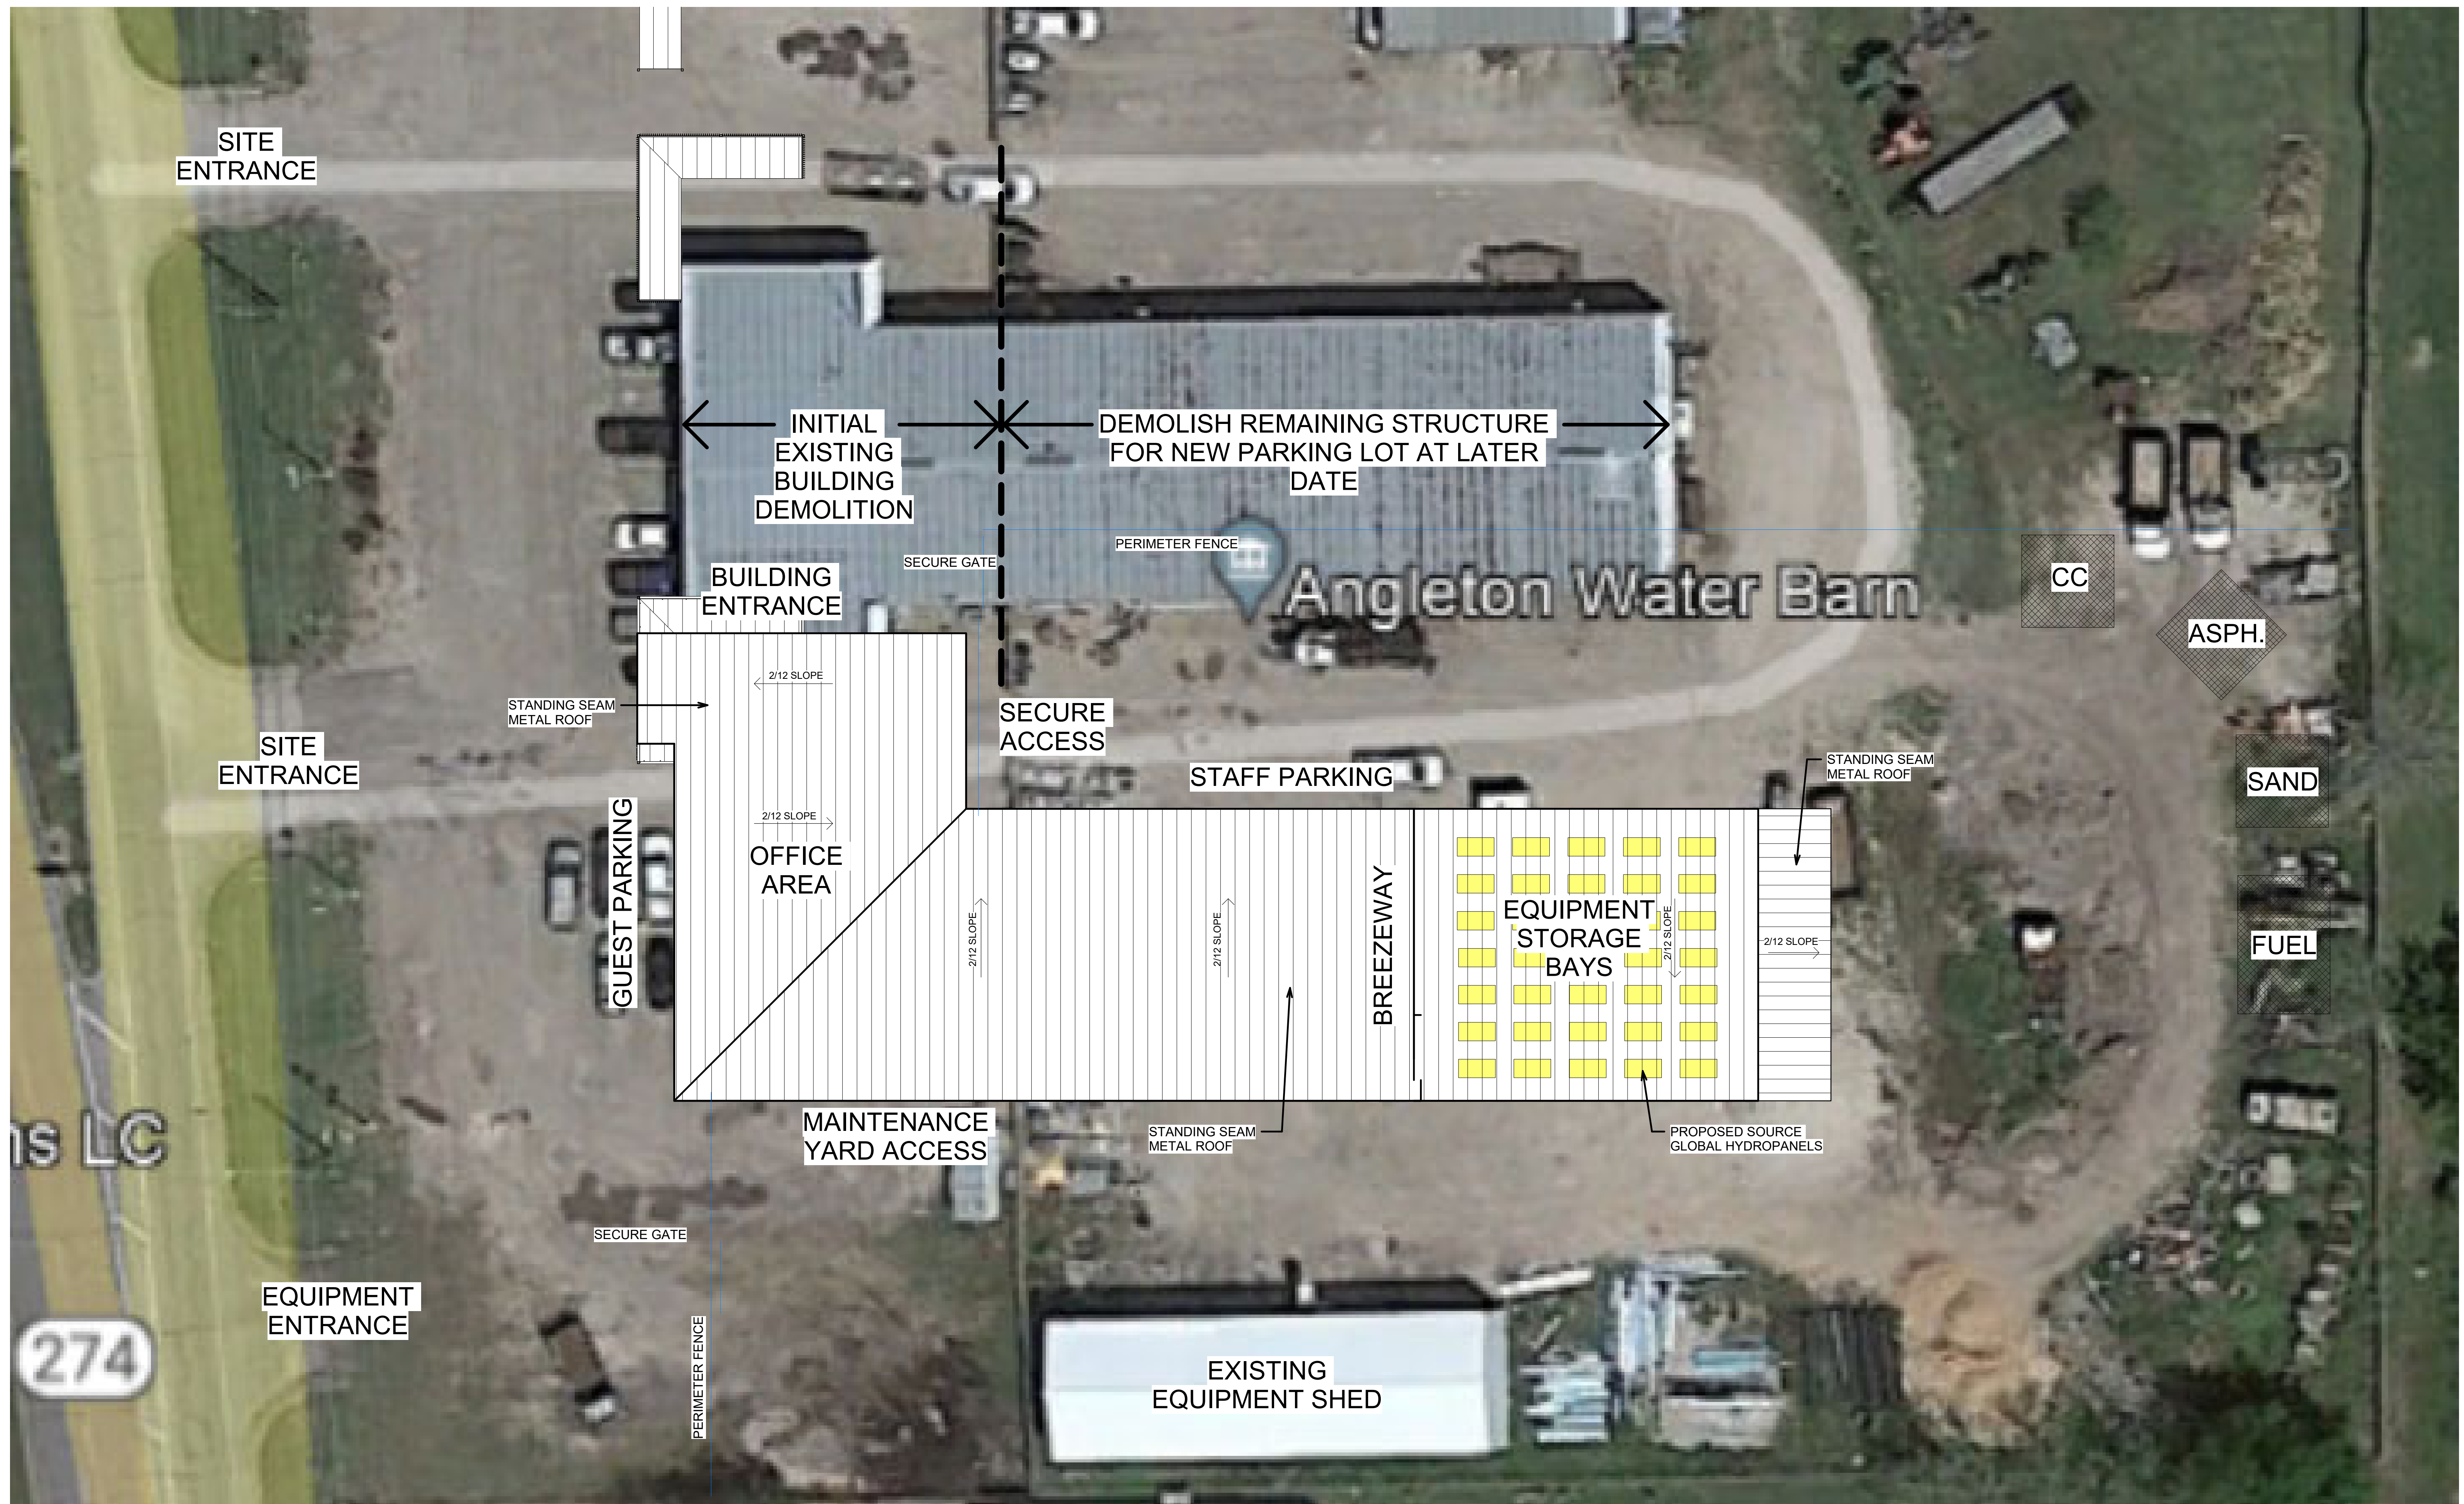 SITE
ENTRANCE
INITIAL
EXISTING
BUILDING
DEMOLITION
DEMOLISH REMAINING STRUCTURE
FOR NEW PARKING LOT AT LATER
DATE
SECURE GATE
PERIMETER FENCE
Angleton Water Barn
CC
ASPH.
BUILDING
ENTRANCE
2/12 SLOPE
STANDING SEAM
METAL ROOF
SECURE
ACCESS
SITE
ENTRANCE
STAFF PARKING
STANDING SEAM
METAL ROOF
SAND
2/12 SLOPE
OFFICE
AREA
GUEST PARKING
2/12 SLOPE
2/12 SLOPE
BREEZEWAY
EQUIPMENT
STORAGE
BAYS
2/12 SLOPE
2/12 SLOPE
FUEL
MAINTENANCE
YARD ACCESS
STANDING SEAM
METAL ROOF
PROPOSED SOURCE
GLOBAL HYDROPANELS
ns LC
SECURE GATE
EQUIPMENT
ENTRANCE
274
PERIMETER FENCE
EXISTING
EQUIPMENT SHED